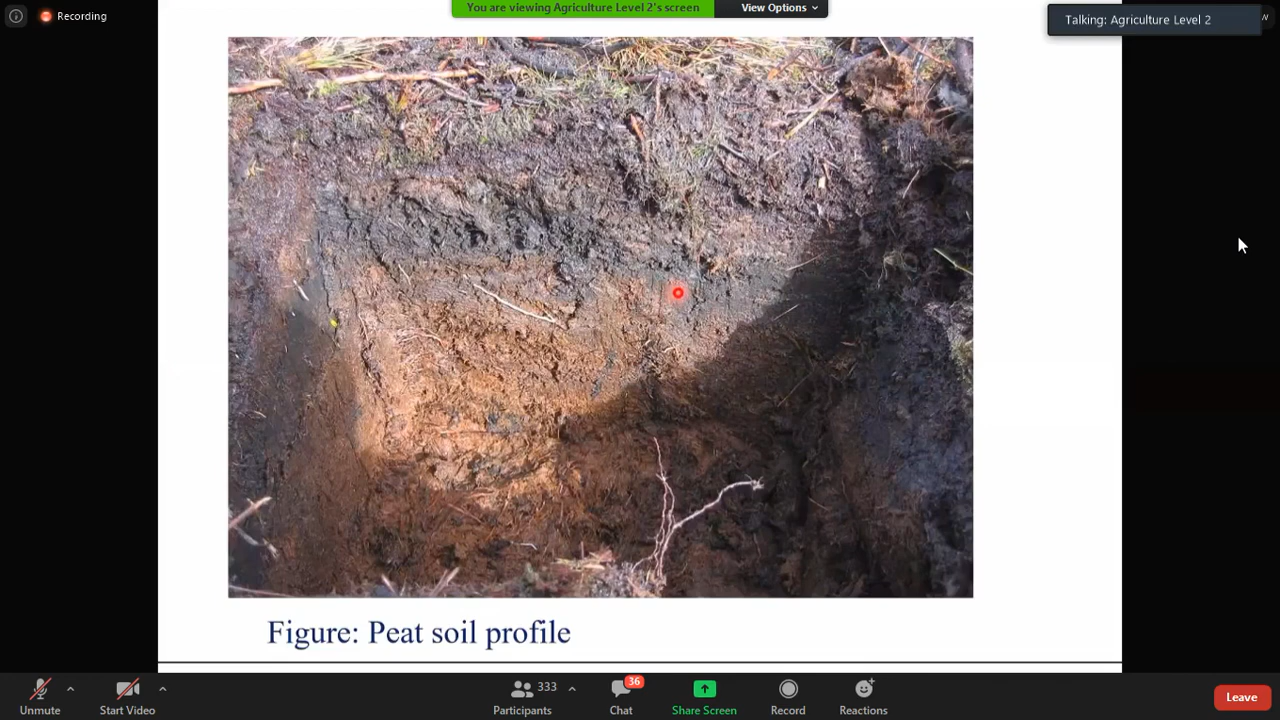 Recording
You are viewing Agriculture Level 2's screen
View Options
Talking: Agriculture Level 2
Figure: Peat soil profile
Unmute
Start Video
Participants
333
Chat
36
Share Screen
Record
Reactions
Leave